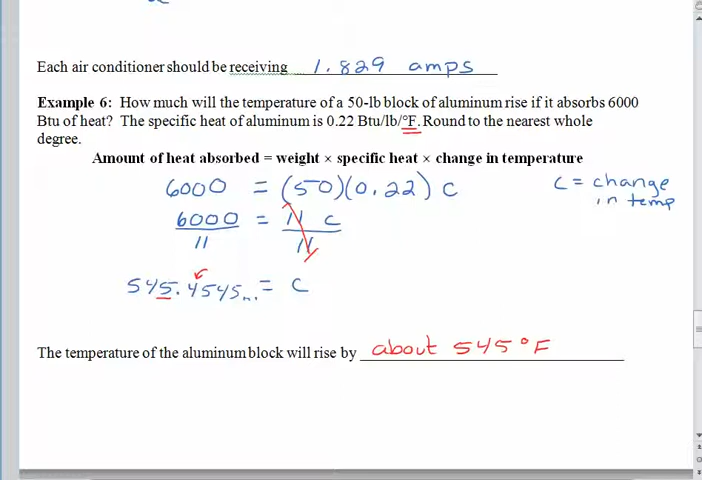 Each air conditioner should be receiving 1.829 amps
Example 6: How much will the temperature of a 50-lb block of aluminum rise if it absorbs 6000
Btu of heat? The specific heat of aluminum is 0.22 Btu/lb/°F. Round to the nearest whole
degree.
Amount of heat absorbed = weight × specific heat × change in temperature
6000 = (50)(0.22) C
C = change
in temp
6000 = 11 C
11 11
545.4545... = C
The temperature of the aluminum block will rise by about 545°F